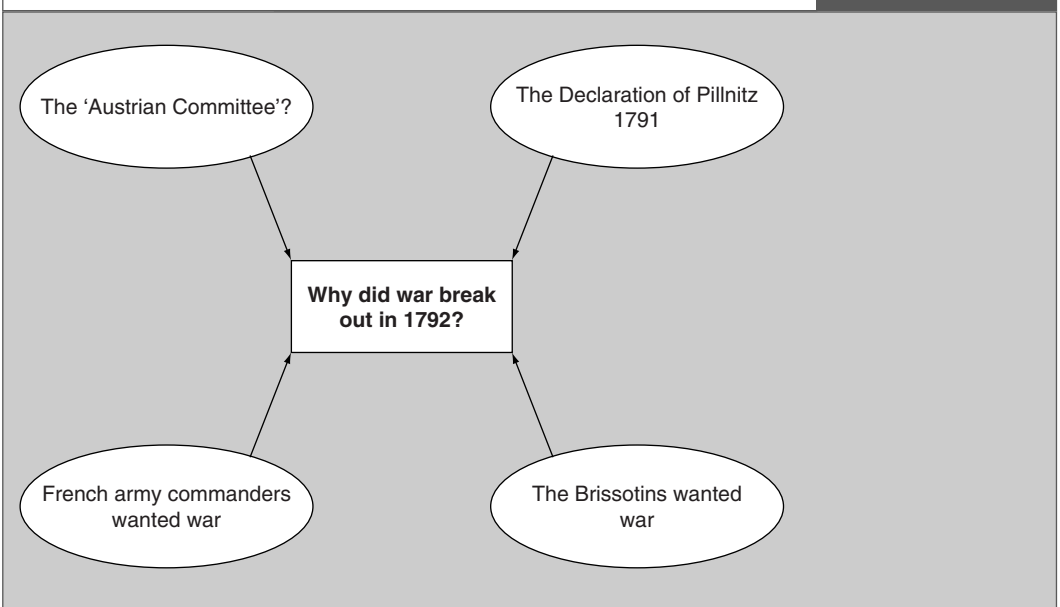 The ‘Austrian Committee’?
The Declaration of Pillnitz
1791
Why did war break
out in 1792?
French army commanders
wanted war
The Brissotins wanted
war